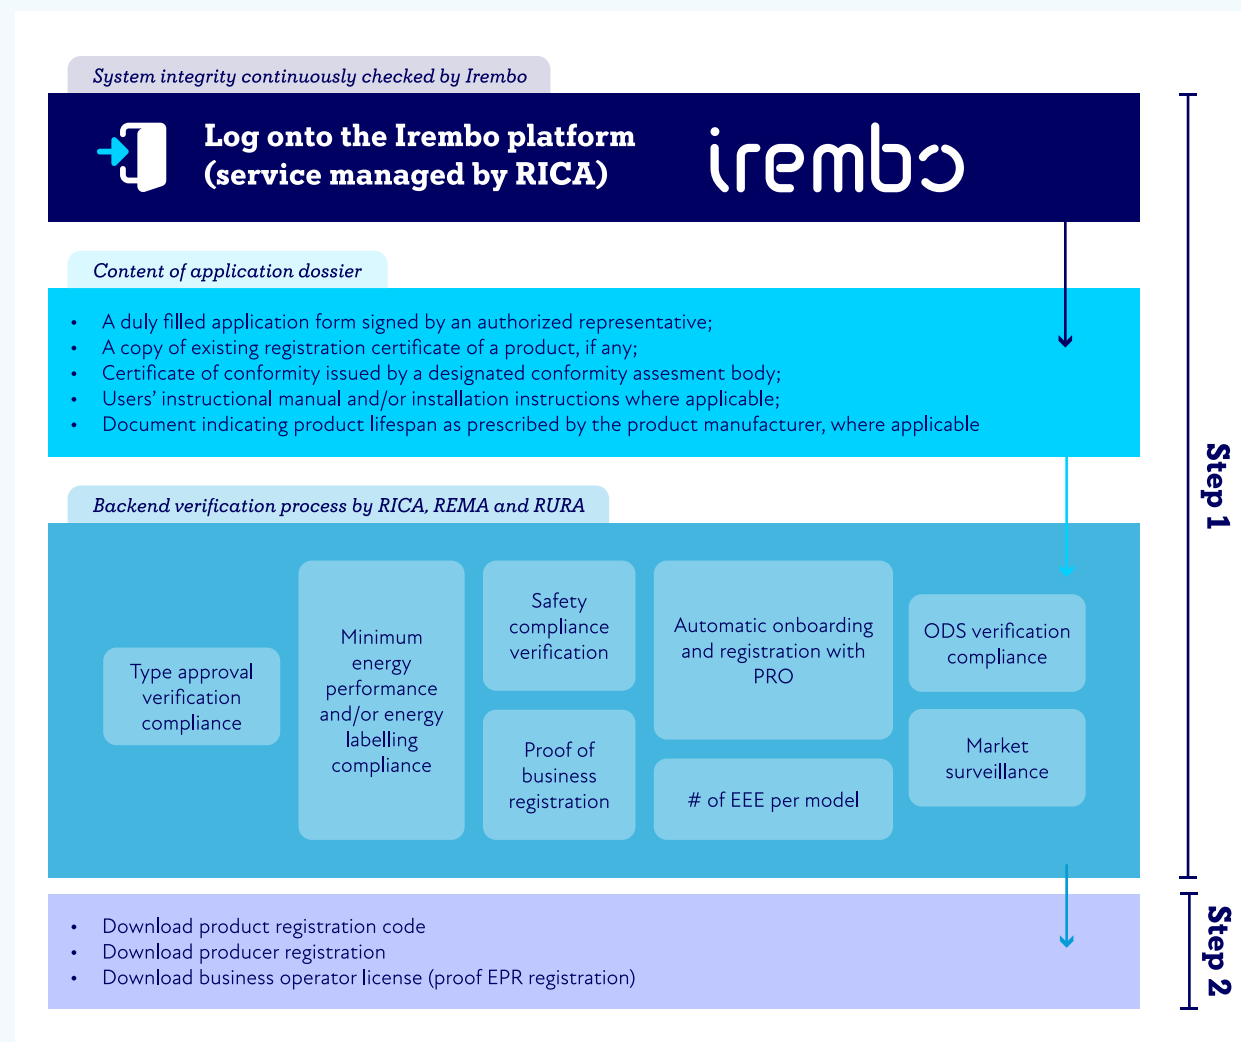 System integrity continuously checked by Irembo
Log onto the Irembo platform
(service managed by RICA)
irembo
Content of application dossier
• A duly filled application form signed by an authorized representative;
• A copy of existing registration certificate of a product, if any;
• Certificate of conformity issued by a designated conformity assesment body;
• Users' instructional manual and/or installation instructions where applicable;
• Document indicating product lifespan as prescribed by the product manufacturer, where applicable
Step 1
Backend verification process by RICA, REMA and RURA
Type approval
verification
compliance
Minimum
energy
performance
and/or energy
labelling
compliance
Safety
compliance
verification
Proof of
business
registration
Automatic onboarding
and registration with
PRO
# of EEE per model
ODS verification
compliance
Market
surveillance
• Download product registration code
• Download producer registration
• Download business operator license (proof EPR registration)
Step 2